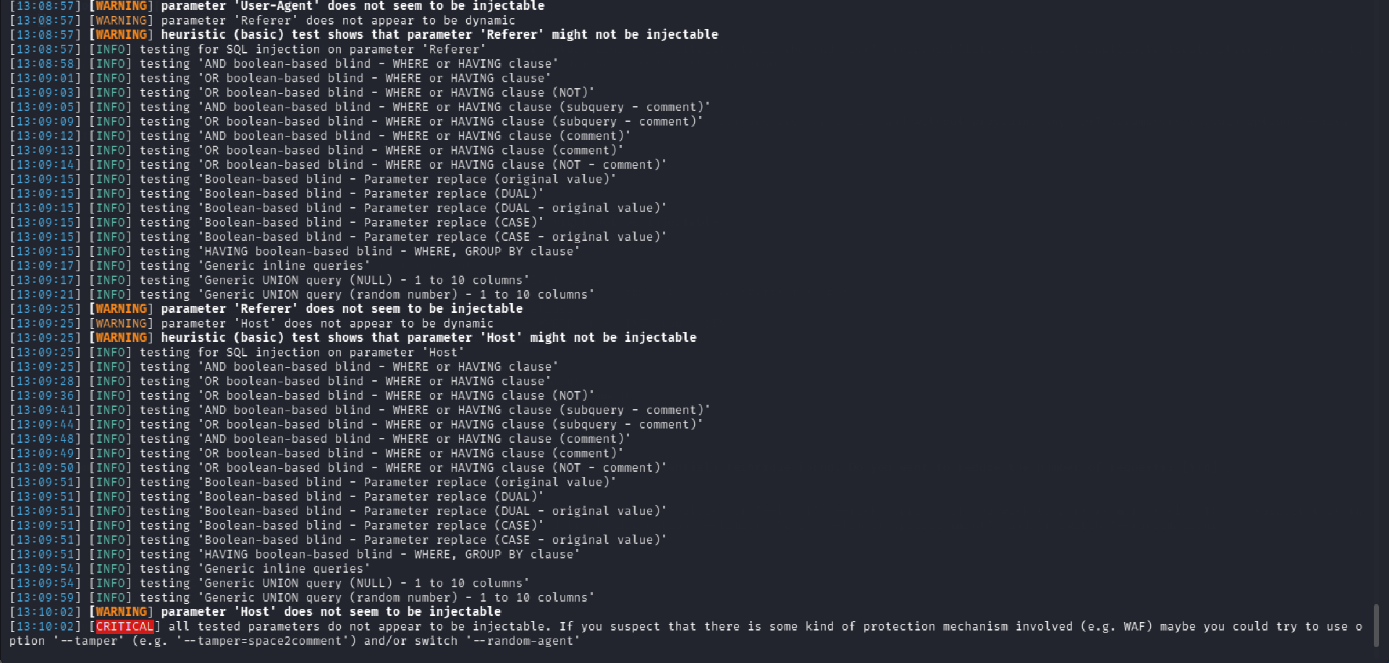 [13:08:57] [WARNING] parameter 'User-Agent' does not seem to be injectable
[13:08:57] [WARNING] parameter 'Referer' does not appear to be dynamic
[13:08:57] [WARNING] heuristic (basic) test shows that parameter 'Referer' might not be injectable
[13:08:57] [INFO] testing for SQL injection on parameter 'Referer'
[13:08:58] [INFO] testing 'AND boolean-based blind - WHERE or HAVING clause'
[13:09:01] [INFO] testing 'OR boolean-based blind - WHERE or HAVING clause'
[13:09:03] [INFO] testing 'OR boolean-based blind - WHERE or HAVING clause (NOT)'
[13:09:05] [INFO] testing 'AND boolean-based blind - WHERE or HAVING clause (subquery - comment)'
[13:09:09] [INFO] testing 'OR boolean-based blind - WHERE or HAVING clause (subquery - comment)'
[13:09:12] [INFO] testing 'AND boolean-based blind - WHERE or HAVING clause (comment)'
[13:09:13] [INFO] testing 'OR boolean-based blind - WHERE or HAVING clause (comment)'
[13:09:14] [INFO] testing 'OR boolean-based blind - WHERE or HAVING clause (NOT - comment)'
[13:09:15] [INFO] testing 'Boolean-based blind - Parameter replace (original value)'
[13:09:15] [INFO] testing 'Boolean-based blind - Parameter replace (DUAL)'
[13:09:15] [INFO] testing 'Boolean-based blind - Parameter replace (DUAL - original value)'
[13:09:15] [INFO] testing 'Boolean-based blind - Parameter replace (CASE)'
[13:09:15] [INFO] testing 'Boolean-based blind - Parameter replace (CASE - original value)'
[13:09:15] [INFO] testing 'HAVING boolean-based blind - WHERE, GROUP BY clause'
[13:09:17] [INFO] testing 'Generic inline queries'
[13:09:17] [INFO] testing 'Generic UNION query (NULL) - 1 to 10 columns'
[13:09:21] [INFO] testing 'Generic UNION query (random number) - 1 to 10 columns'
[13:09:25] [WARNING] parameter 'Referer' does not seem to be injectable
[13:09:25] [WARNING] parameter 'Host' does not appear to be dynamic
[13:09:25] [WARNING] heuristic (basic) test shows that parameter 'Host' might not be injectable
[13:09:25] [INFO] testing for SQL injection on parameter 'Host'
[13:09:25] [INFO] testing 'AND boolean-based blind - WHERE or HAVING clause'
[13:09:28] [INFO] testing 'OR boolean-based blind - WHERE or HAVING clause'
[13:09:36] [INFO] testing 'OR boolean-based blind - WHERE or HAVING clause (NOT)'
[13:09:41] [INFO] testing 'AND boolean-based blind - WHERE or HAVING clause (subquery - comment)'
[13:09:44] [INFO] testing 'OR boolean-based blind - WHERE or HAVING clause (subquery - comment)'
[13:09:48] [INFO] testing 'AND boolean-based blind - WHERE or HAVING clause (comment)'
[13:09:49] [INFO] testing 'OR boolean-based blind - WHERE or HAVING clause (comment)'
[13:09:50] [INFO] testing 'OR boolean-based blind - WHERE or HAVING clause (NOT - comment)'
[13:09:51] [INFO] testing 'Boolean-based blind - Parameter replace (original value)'
[13:09:51] [INFO] testing 'Boolean-based blind - Parameter replace (DUAL)'
[13:09:51] [INFO] testing 'Boolean-based blind - Parameter replace (DUAL - original value)'
[13:09:51] [INFO] testing 'Boolean-based blind - Parameter replace (CASE)'
[13:09:51] [INFO] testing 'Boolean-based blind - Parameter replace (CASE - original value)'
[13:09:51] [INFO] testing 'HAVING boolean-based blind - WHERE, GROUP BY clause'
[13:09:54] [INFO] testing 'Generic inline queries'
[13:09:54] [INFO] testing 'Generic UNION query (NULL) - 1 to 10 columns'
[13:09:59] [INFO] testing 'Generic UNION query (random number) - 1 to 10 columns'
[13:10:02] [WARNING] parameter 'Host' does not seem to be injectable
[13:10:02] [CRITICAL] all tested parameters do not appear to be injectable. If you suspect that there is some kind of protection mechanism involved (e.g. WAF) maybe you could try to use o
ption '--tamper' (e.g. '--tamper=space2comment') and/or switch '--random-agent'